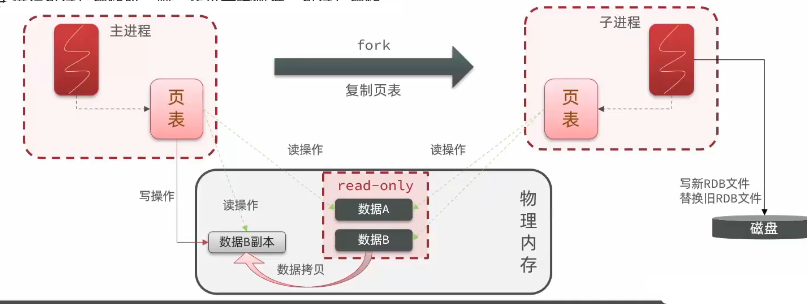 主进程
页表
fork
复制页表
子进程
页表
读操作
读操作
写操作
读操作
read-only
数据A
数据B
数据B副本
数据拷贝
物理内存
写新RDB文件
替换旧RDB文件
磁盘